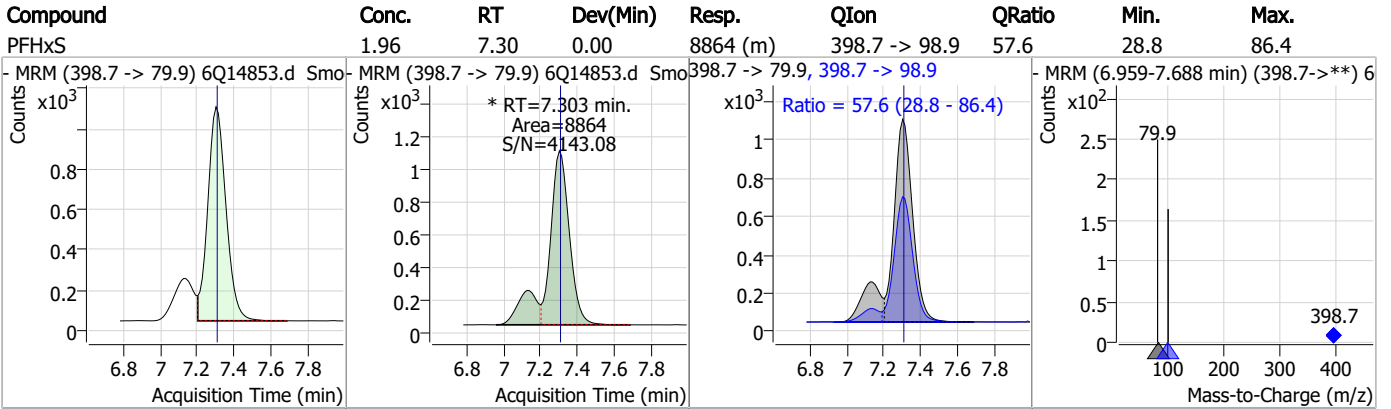 Compound Conc. RT Dev(Min) Resp. QIon QRatio Min. Max.
PFHxS 1.96 7.30 0.00 8864 (m) 398.7 -> 98.9 57.6 28.8 86.4
- MRM (398.7 -> 79.9) 6Q14853.d Smo
Counts
x10³
0.8
0.6
0.4
0.2
0
6.8 7 7.2 7.4 7.6 7.8
Acquisition Time (min)
- MRM (398.7 -> 79.9) 6Q14853.d Smo
Counts
x10³
* RT=7.303 min.
Area=8864
S/N=4143.08
1.2
1
0.8
0.6
0.4
0.2
0
6.8 7 7.2 7.4 7.6 7.8
Acquisition Time (min)
398.7 -> 79.9, 398.7 -> 98.9
x10³
Ratio = 57.6 (28.8 - 86.4)
1
0.8
0.6
0.4
0.2
0
6.8 7 7.2 7.4 7.6 7.8
Acquisition Time (min)
- MRM (6.959-7.688 min) (398.7->**) 6
Counts
x10²
79.9
2.5
2
1.5
1
0.5
398.7
0
100 200 300 400
Mass-to-Charge (m/z)